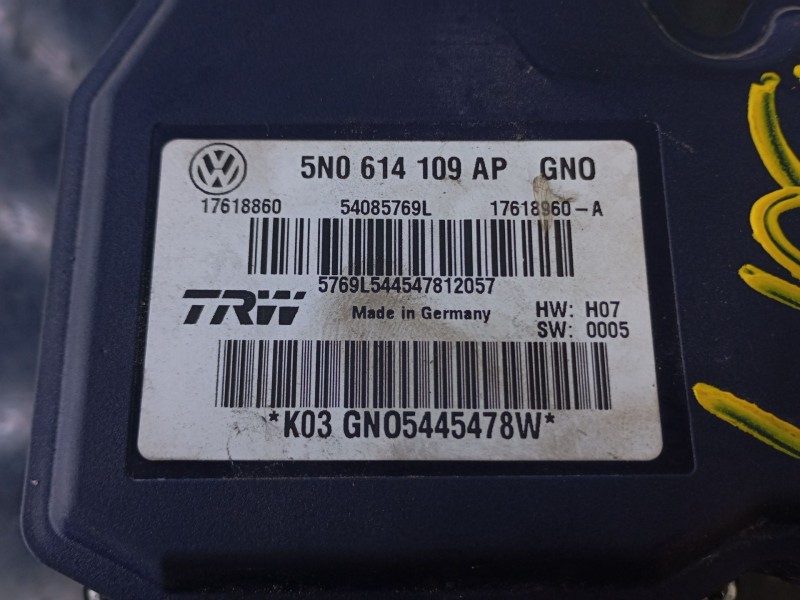 5N0 614 109 AP GNO
17618860 54085769L 17618960-A
5769L544547812057
TRW Made in Germany HW: H07
SW: 0005
*K03 GNO5445478W*